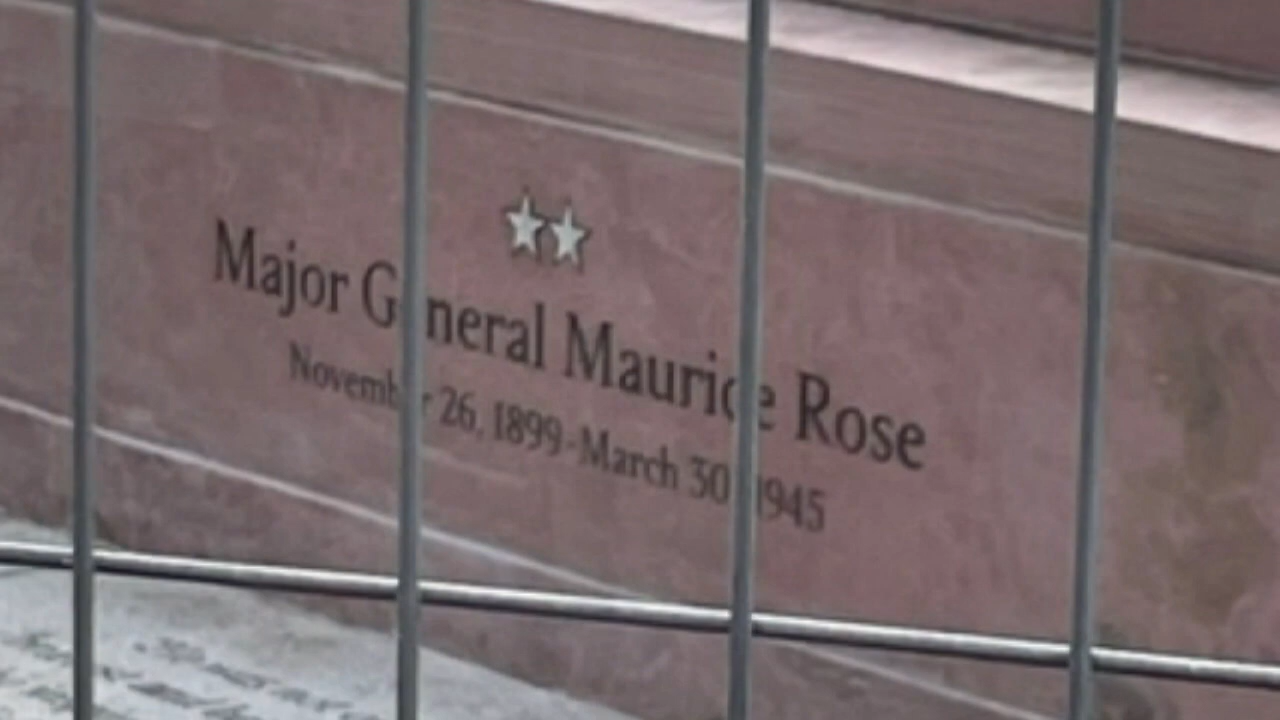 Major General Maurice Rose
November 26, 1899 - March 30, 1945